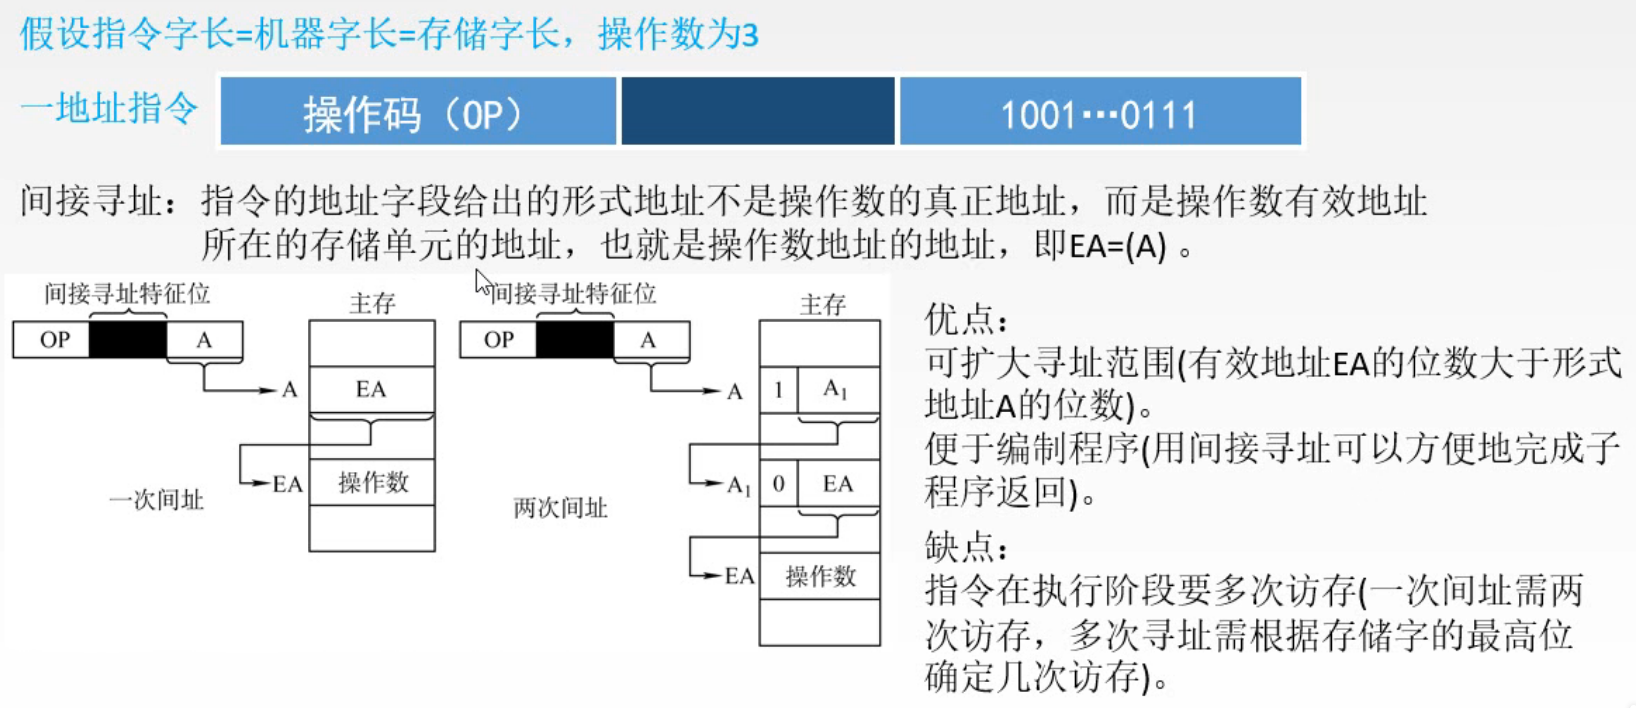 假设指令字长=机器字长=存储字长，操作数为3
一地址指令
操作码（OP）
1001…0111
间接寻址：指令的地址字段给出的形式地址不是操作数的真正地址，而是操作数有效地址
所在的存储单元的地址，也就是操作数地址的地址，即EA=(A) 。
间接寻址特征位
主存
OP
A
A
EA
EA
操作数
一次间址
间接寻址特征位
主存
OP
A
A
1
A₁
A₁
0
EA
EA
操作数
两次间址
优点：
可扩大寻址范围(有效地址EA的位数大于形式
地址A的位数)。
便于编制程序(用间接寻址可以方便地完成子
程序返回)。
缺点：
指令在执行阶段要多次访存(一次间址需两
次访存，多次寻址需根据存储字的最高位
确定几次访存)。